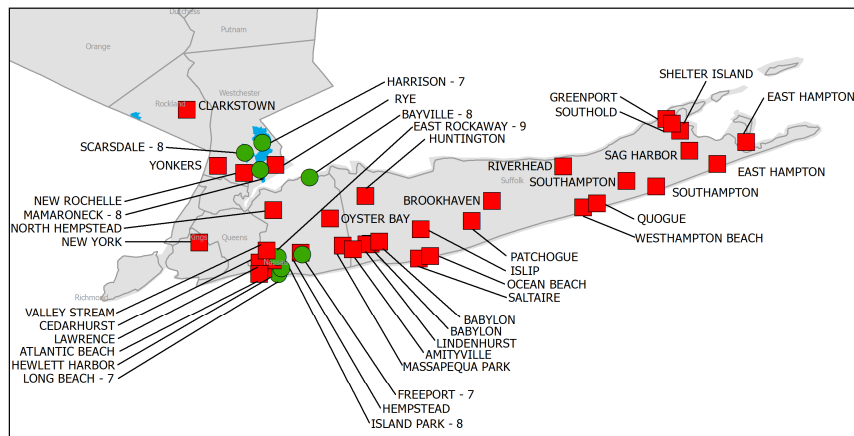 Dutchess
Putnam
Orange
SHELTER ISLAND
HARRISON - 7
Westchester
GREENPORT
EAST HAMPTON
RYE
Rockland
CLARKSTOWN
SOUTHOLD
BAYVILLE - 8
EAST ROCKAWAY - 9
SCARSDALE - 8
HUNTINGTON
SAG HARBOR
YONKERS
RIVERHEAD
EAST HAMPTON
Suffolk
SOUTHAMPTON
SOUTHAMPTON
NEW ROCHELLE
BROOKHAVEN
MAMARONECK - 8
QUOGUE
OYSTER BAY
NORTH HEMPSTEAD
WESTHAMPTON BEACH
Kings
Queens
NEW YORK
PATCHOGUE
Nassau
ISLIP
OCEAN BEACH
Richmond
SALTAIRE
VALLEY STREAM
BABYLON
CEDARHURST
BABYLON
LAWRENCE
LINDENHURST
ATLANTIC BEACH
AMITYVILLE
HEWLETT HARBOR
MASSAPEQUA PARK
LONG BEACH - 7
FREEPORT - 7
HEMPSTEAD
ISLAND PARK - 8